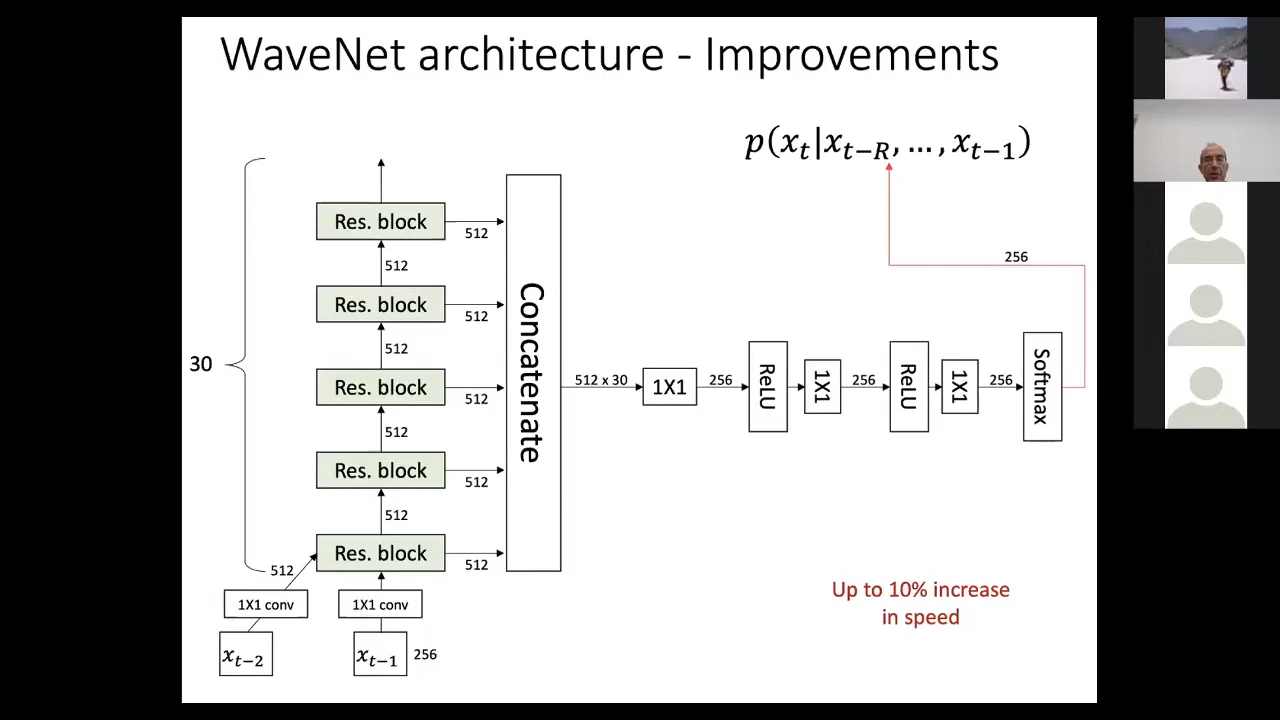 WaveNet architecture - Improvements
p(x_t|x_{t-R}, ... , x_{t-1})
Res. block
512
512
256
Res. block
512
512
30
Concatenate
Res. block
512
512
512 x 30
1X1
256
ReLU
1X1
256
ReLU
1X1
256
Softmax
Res. block
512
512
Res. block
512
512
1X1 conv
1X1 conv
x_{t-2}
x_{t-1}
256
Up to 10% increase
in speed